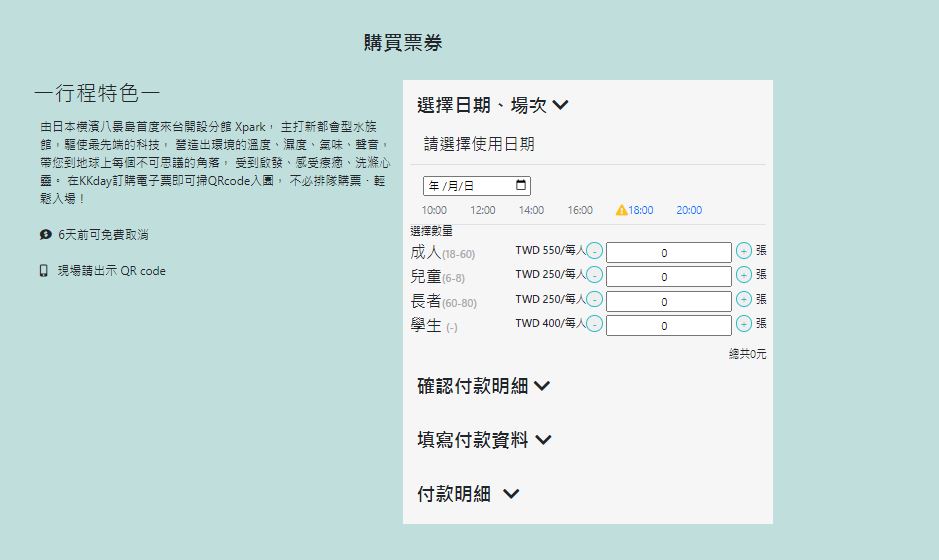 購買票券
一行程特色一
由日本橫濱八景島首度來台開設分館 Xpark， 主打新都會型水族
館，驅使最先端的科技， 營造出環境的溫度、濕度、氣味、聲音，
帶您到地球上每個不可思議的角落， 受到啟發、感受療癒、洗滌心
靈。 在KKday訂購電子票即可掃QRcode入園， 不必排隊購票、輕
鬆入場！
6天前可免費取消
現場請出示 QR code
選擇日期、場次
請選擇使用日期
年 /月/日
10:00 12:00 14:00 16:00 18:00 20:00
選擇數量
成人(18-60) TWD 550/每人 - 0 + 張
兒童(6-8) TWD 250/每人 - 0 + 張
長者(60-80) TWD 250/每人 - 0 + 張
學生 (-) TWD 400/每人 - 0 + 張
總共0元
確認付款明細
填寫付款資料
付款明細